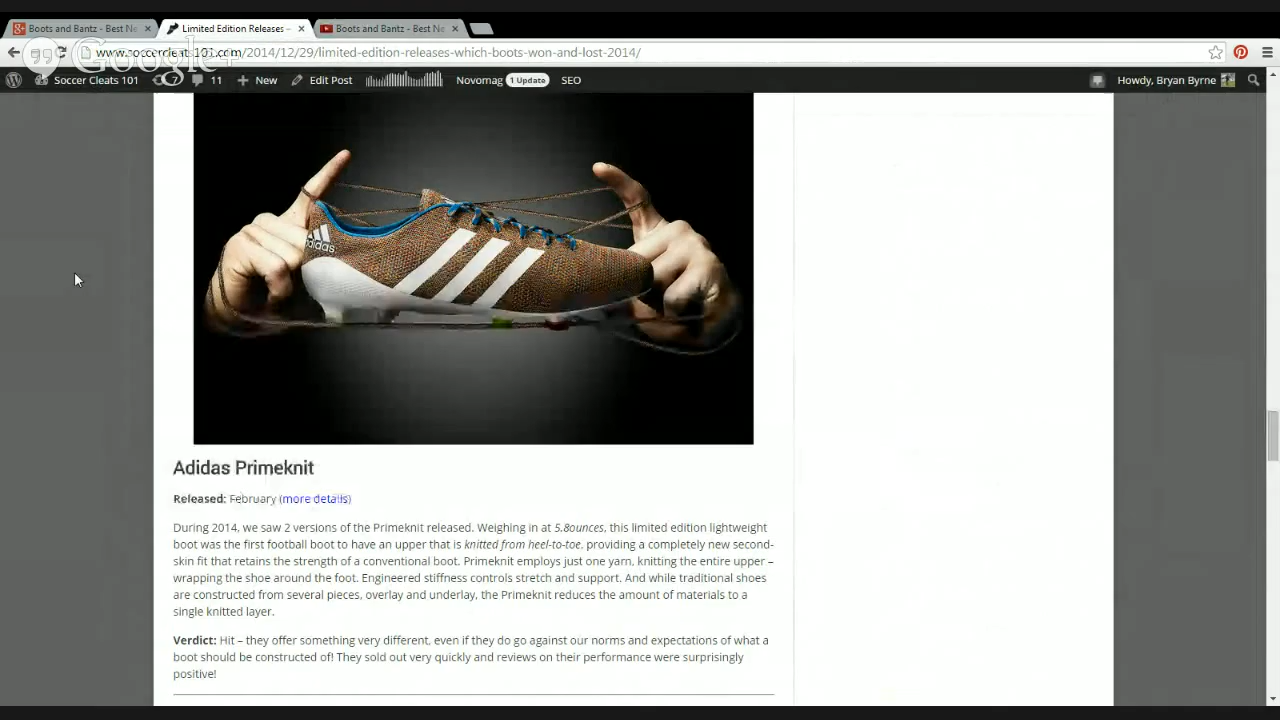 Boots and Bantz - Best Ne
Limited Edition Releases –
Boots and Bantz - Best Ne
Google+
www.soccercleats101.com/2014/12/29/limited-edition-releases-which-boots-won-and-lost-2014/
Soccer Cleats 101 7 11 New Edit Post Novomag 1 Update SEO Howdy, Bryan Byrne
adidas
Adidas Primeknit
Released: February (more details)
During 2014, we saw 2 versions of the Primeknit released. Weighing in at 5.8ounces, this limited edition lightweight
boot was the first football boot to have an upper that is knitted from heel-to-toe, providing a completely new second-
skin fit that retains the strength of a conventional boot. Primeknit employs just one yarn, knitting the entire upper –
wrapping the shoe around the foot. Engineered stiffness controls stretch and support. And while traditional shoes
are constructed from several pieces, overlay and underlay, the Primeknit reduces the amount of materials to a
single knitted layer.
Verdict: Hit – they offer something very different, even if they do go against our norms and expectations of what a
boot should be constructed of! They sold out very quickly and reviews on their performance were surprisingly
positive!